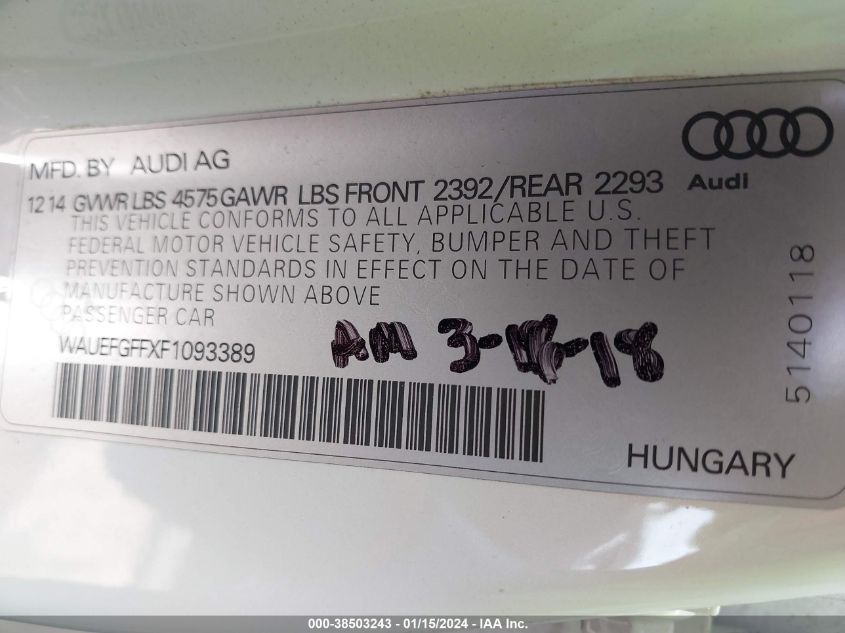 MFD. BY AUDI AG
Audi
12 14 GVWR LBS 4575 GAWR LBS FRONT 2392/REAR 2293
THIS VEHICLE CONFORMS TO ALL APPLICABLE U.S.
FEDERAL MOTOR VEHICLE SAFETY, BUMPER AND THEFT
PREVENTION STANDARDS IN EFFECT ON THE DATE OF
MANUFACTURE SHOWN ABOVE
PASSENGER CAR
WAUEFGFFXF1093389
HUNGARY
5140118
000-38503243 - 01/15/2024 - IAA Inc.